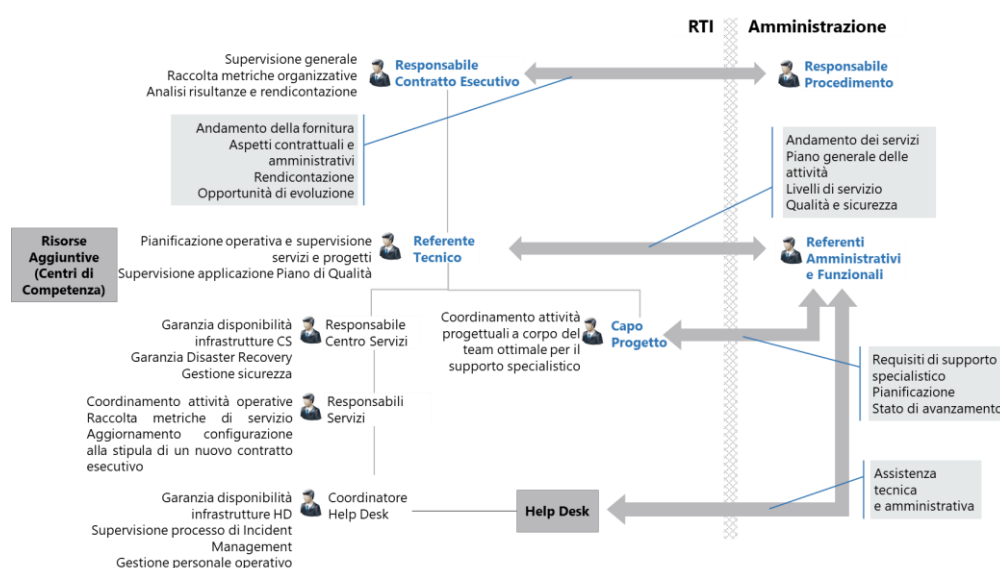 RTI
Amministrazione
Supervisione generale
Raccolta metriche organizzative
Analisi risultanze e rendicontazione
Responsabile
Contratto Esecutivo
Responsabile
Procedimento
Andamento della fornitura
Aspetti contrattuali e
amministrativi
Rendicontazione
Opportunità di evoluzione
Andamento dei servizi
Piano generale delle
attività
Livelli di servizio
Qualità e sicurezza
Risorse
Aggiuntive
(Centri di
Competenza)
Pianificazione operativa e supervisione
servizi e progetti
Supervisione applicazione Piano di Qualità
Referente
Tecnico
Referenti
Amministrativi
e Funzionali
Garanzia disponibilità
infrastrutture CS
Garanzia Disaster Recovery
Gestione sicurezza
Responsabile
Centro Servizi
Coordinamento attività
progettuali a corpo del
team ottimale per il
supporto specialistico
Capo
Progetto
Requisiti di supporto
specialistico
Pianificazione
Stato di avanzamento
Coordinamento attività operative
Raccolta metriche di servizio
Aggiornamento configurazione
alla stipula di un nuovo contratto
esecutivo
Responsabili
Servizi
Garanzia disponibilità
infrastrutture HD
Supervisione processo di Incident
Management
Gestione personale operativo
Coordinatore
Help Desk
Help Desk
Assistenza
tecnica
e amministrativa